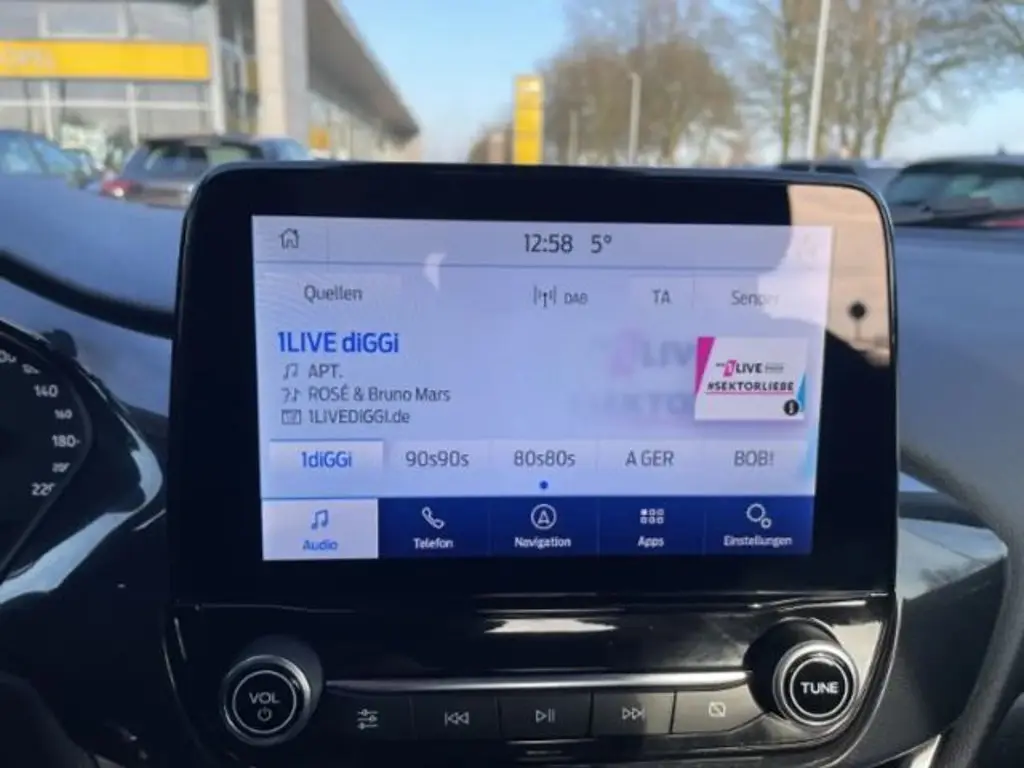 12:58 5°
Quellen DAB TA Sender
1LIVE diGGi
APT.
ROSÉ & Bruno Mars
1LIVEDIGGI.de
1LIVE
#SEKTORLIEBE
1diGGi 90s90s 80s80s A GER BOB!
Audio Telefon Navigation Apps Einstellungen
140
160
180
220
VOL
TUNE